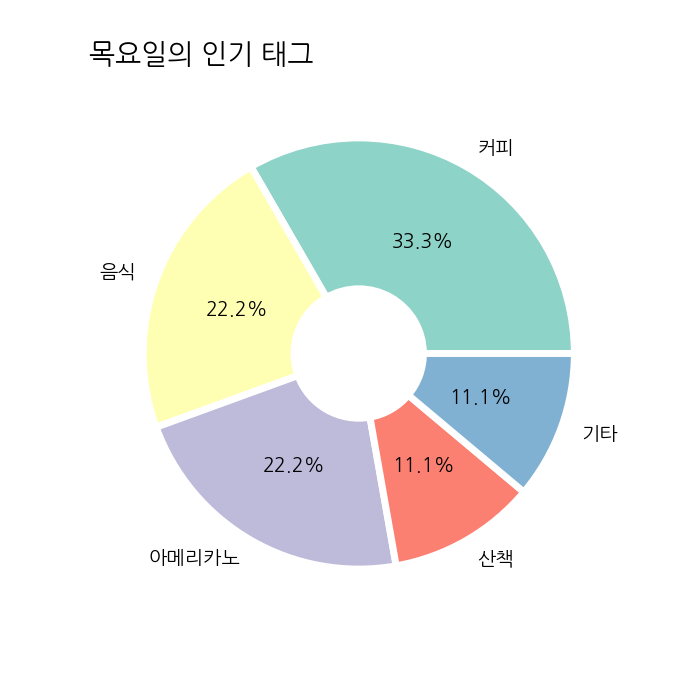 목요일의 인기 태그
커피
33.3%
음식
22.2%
11.1%
기타
22.2%
11.1%
아메리카노
산책